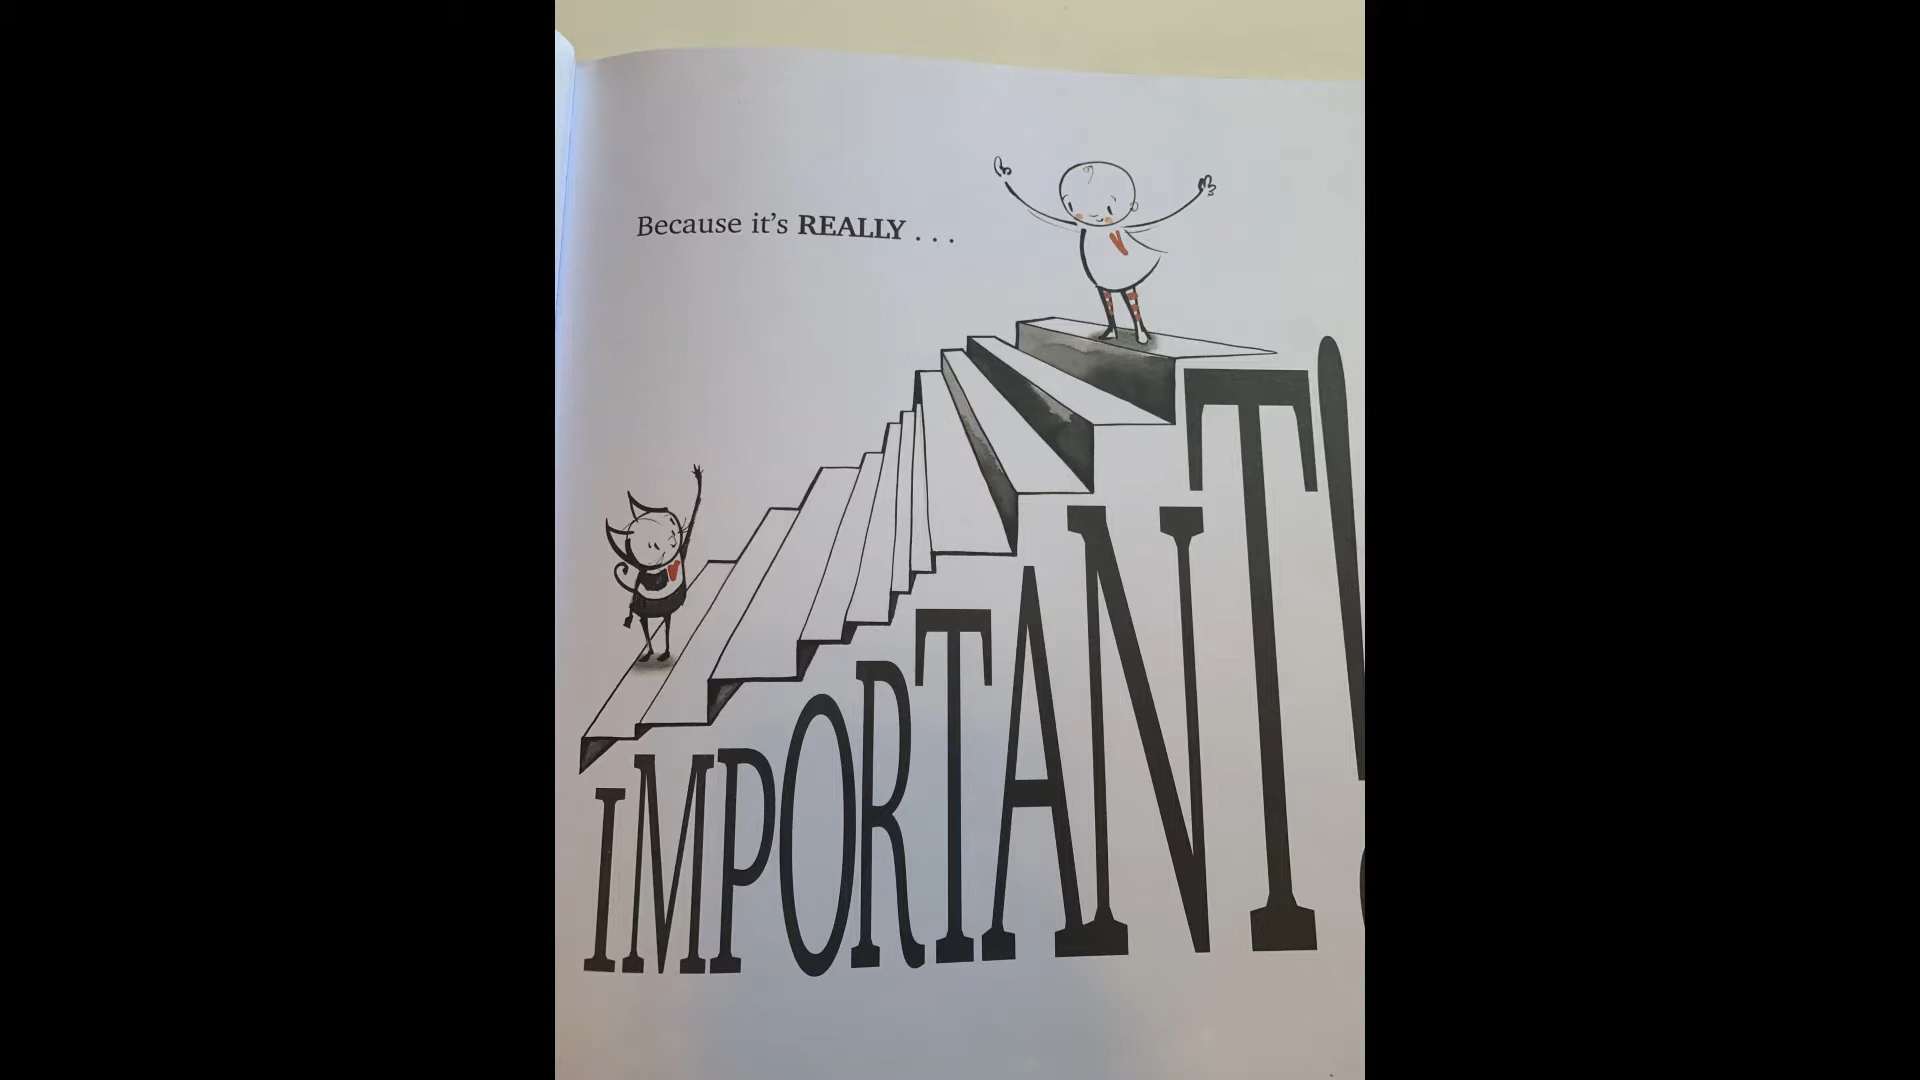 Because it's REALLY . . .
IMPORTANT!